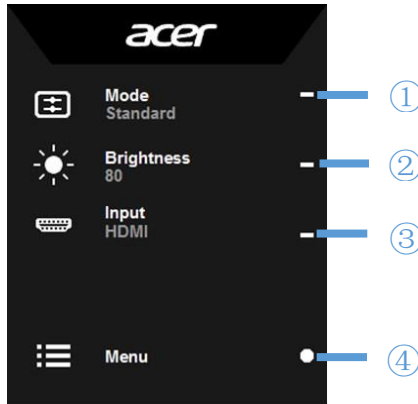 acer
Mode
Standard
①
Brightness
80
②
Input
HDMI
③
Menu
④